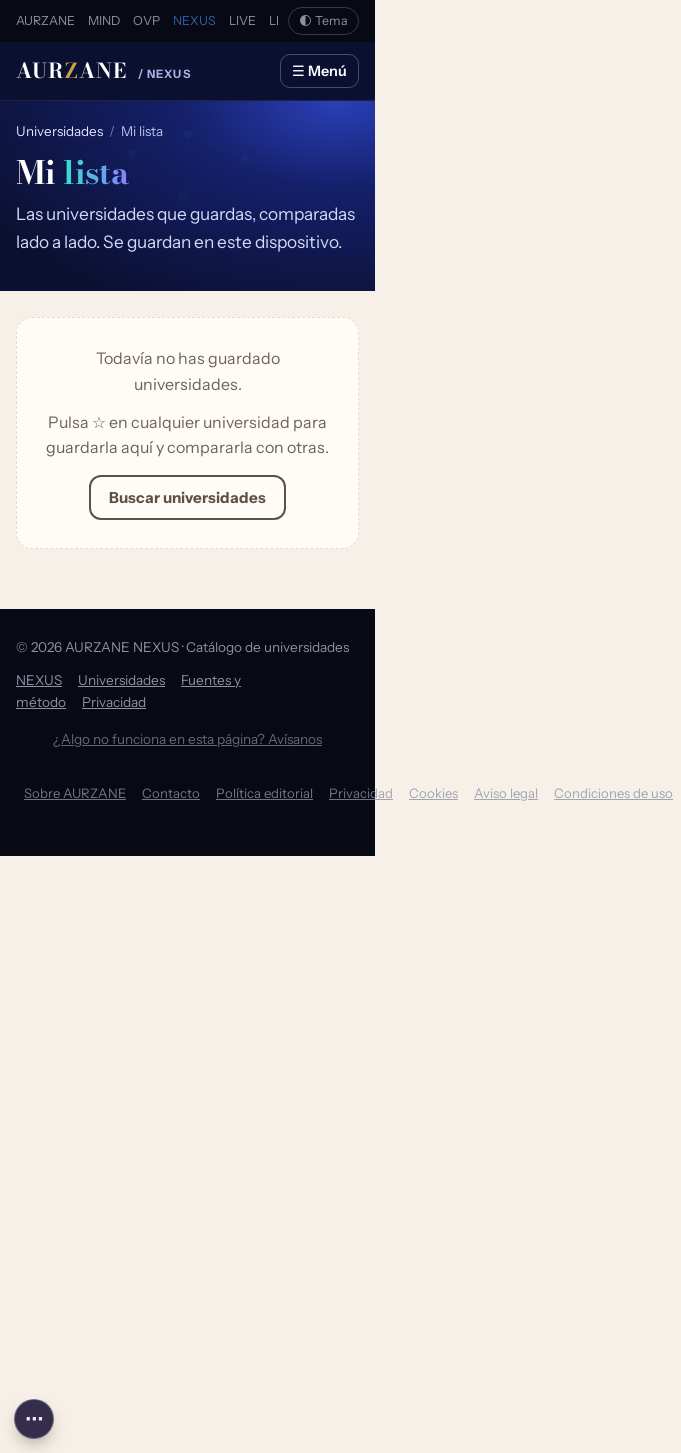 AURZANE MIND OVP NEXUS LIVE LI ◐ Tema
AURZANE / NEXUS ☰ Menú
Universidades / Mi lista
Mi lista
Las universidades que guardas, comparadas
lado a lado. Se guardan en este dispositivo.
Todavía no has guardado
universidades.
Pulsa ☆ en cualquier universidad para
guardarla aquí y compararla con otras.
Buscar universidades
© 2026 AURZANE NEXUS · Catálogo de universidades
NEXUS Universidades Fuentes y
método Privacidad
¿Algo no funciona en esta página? Avísanos
Sobre AURZANE Contacto Política editorial Privacidad Cookies Aviso legal Condiciones de uso